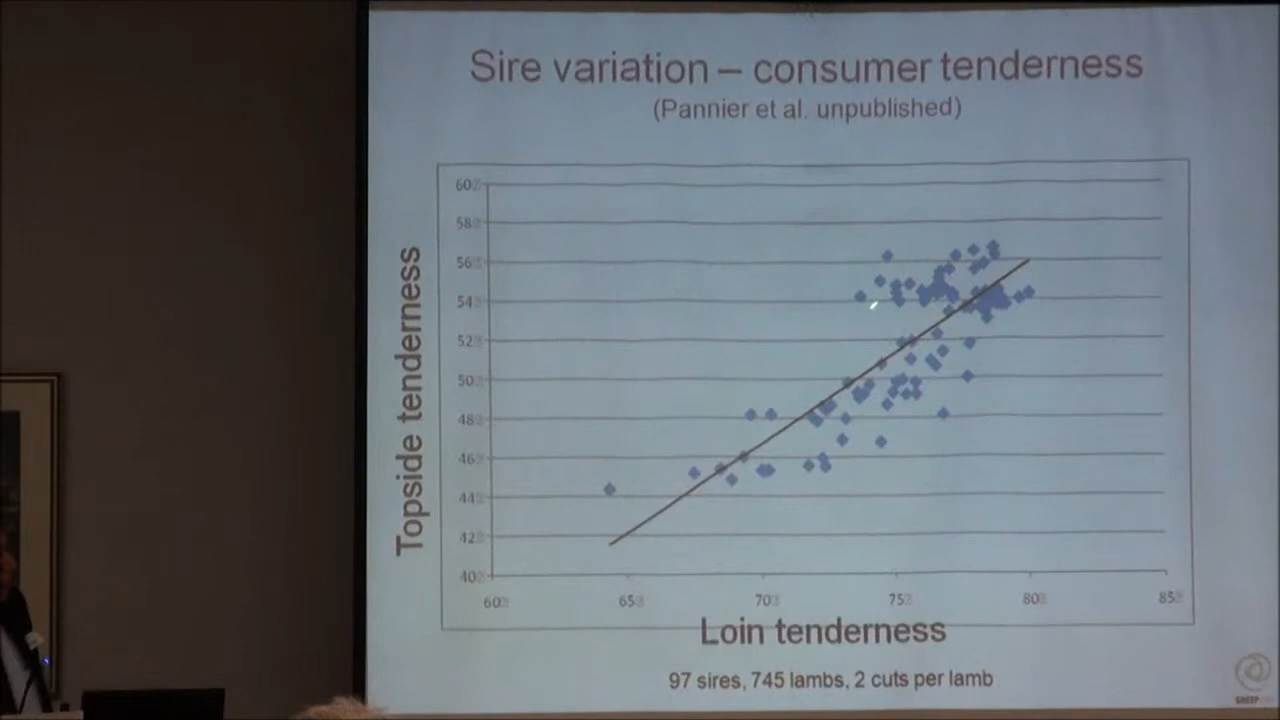 Sire variation – consumer tenderness
(Pannier et al. unpublished)
Topside tenderness
60
58
56
54
52
50
48
46
44
42
40
60
65
70
75
80
85
Loin tenderness
97 sires, 745 lambs, 2 cuts per lamb
SHEEP